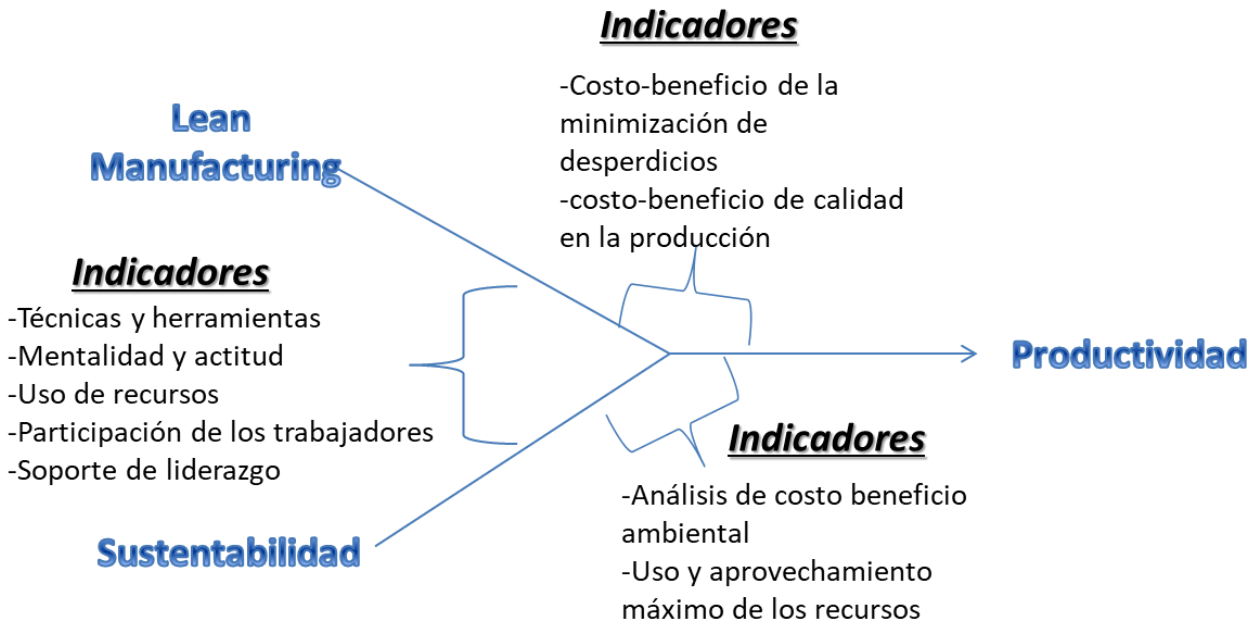 Indicadores
-Costo-beneficio de la
minimización de
desperdicios
-costo-beneficio de calidad
en la producción
Lean
Manufacturing
Indicadores
-Técnicas y herramientas
-Mentalidad y actitud
-Uso de recursos
-Participación de los trabajadores
-Soporte de liderazgo
Productividad
Indicadores
-Análisis de costo beneficio
ambiental
-Uso y aprovechamiento
máximo de los recursos
Sustentabilidad